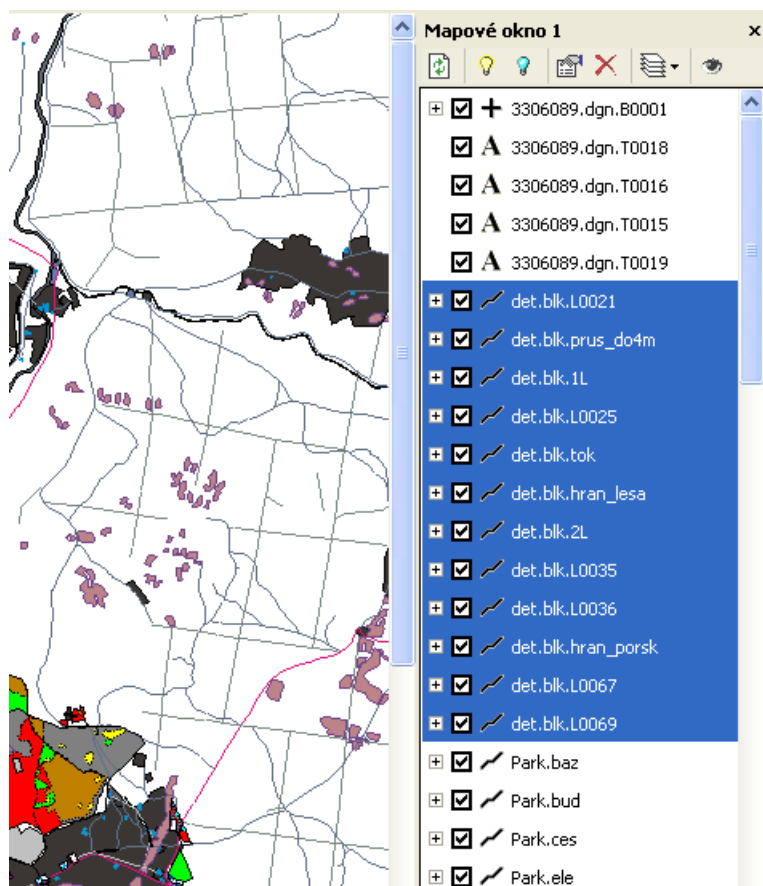 Mapové okno 1
3306089.dgn.B0001
3306089.dgn.T0018
3306089.dgn.T0016
3306089.dgn.T0015
3306089.dgn.T0019
det.blk.L0021
det.blk.prus_do4m
det.blk.1L
det.blk.L0025
det.blk.tok
det.blk.hran_lesa
det.blk.2L
det.blk.L0035
det.blk.L0036
det.blk.hran_porsk
det.blk.L0067
det.blk.L0069
Park.baz
Park.bud
Park.ces
Park.ele